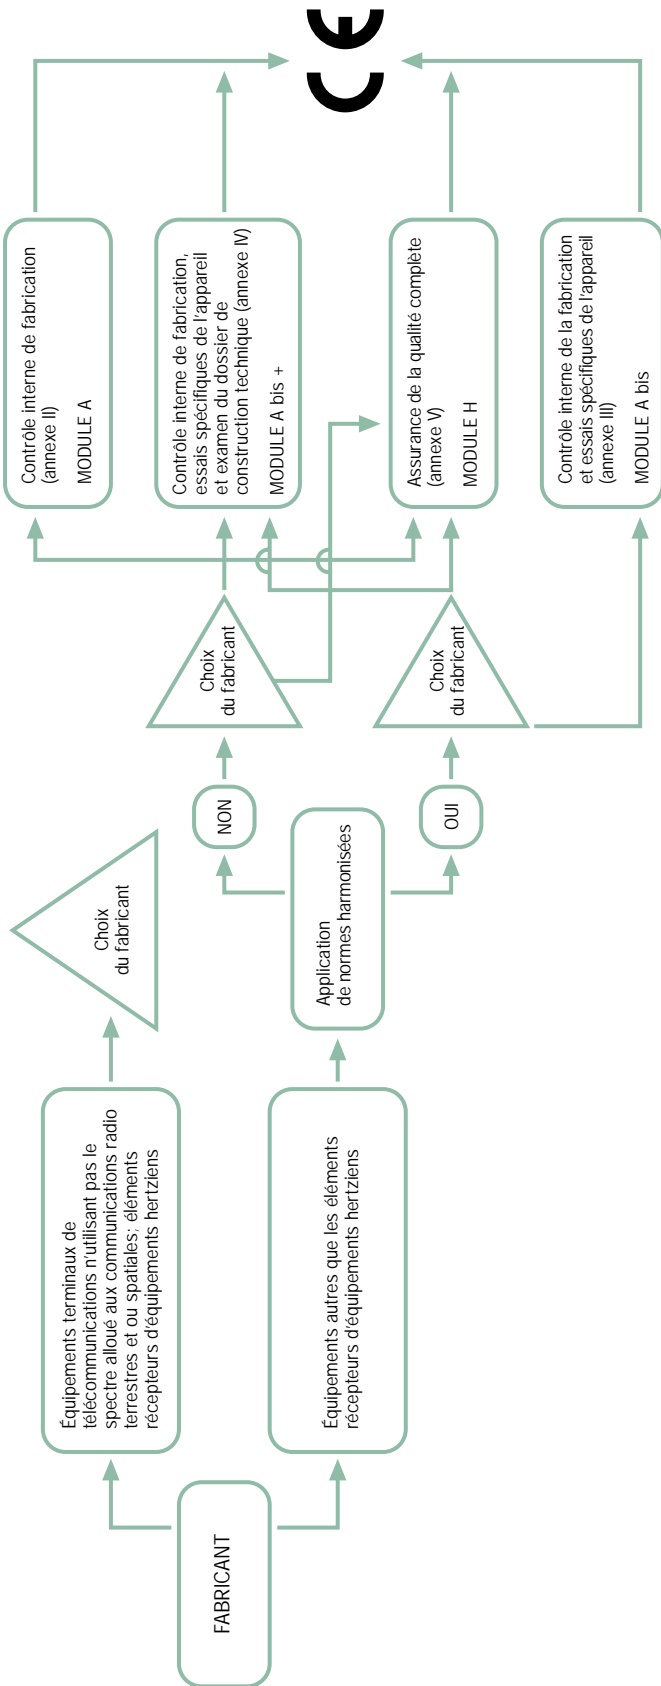 FABRICANT
Équipements terminaux de
télécommunications n'utilisant pas le
spectre alloué aux communications radio
terrestres et ou spatiales; éléments
récepteurs d'équipements hertziens
Équipements autres que les éléments
récepteurs d'équipements hertziens
Choix
du fabricant
Application
de normes harmonisées
NON
OUI
Choix
du fabricant
Choix
du fabricant
Contrôle interne de fabrication
(annexe II)
MODULE A
Contrôle interne de fabrication,
essais spécifiques de l'appareil
et examen du dossier de
construction technique (annexe IV)
MODULE A bis +
Assurance de la qualité complète
(annexe V)
MODULE H
Contrôle interne de la fabrication
et essais spécifiques de l'appareil
(annexe III)
MODULE A bis
CE